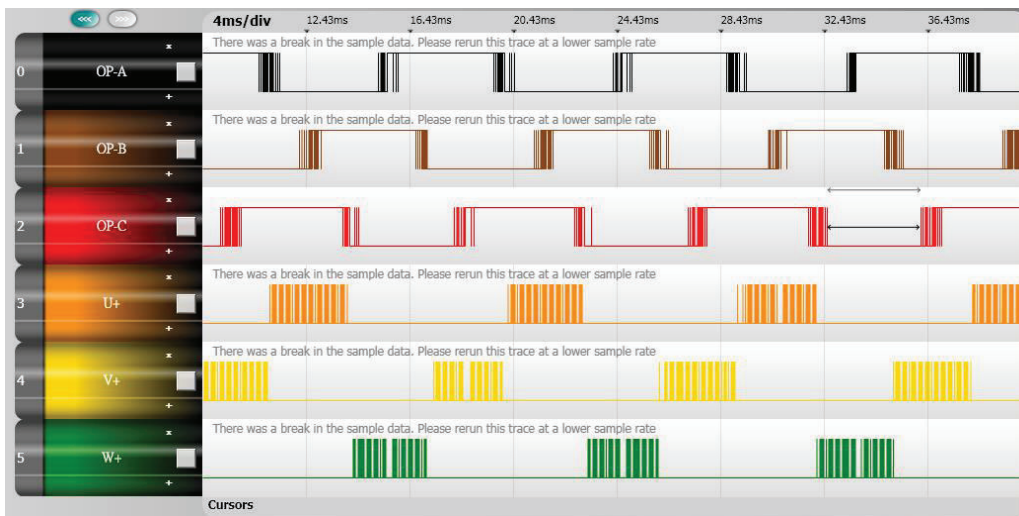 <<< >>>
4ms/div 12.43ms 16.43ms 20.43ms 24.43ms 28.43ms 32.43ms 36.43ms
There was a break in the sample data. Please rerun this trace at a lower sample rate
0 OP-A x +
There was a break in the sample data. Please rerun this trace at a lower sample rate
1 OP-B x +
2 OP-C x +
There was a break in the sample data. Please rerun this trace at a lower sample rate
3 U+ x +
There was a break in the sample data. Please rerun this trace at a lower sample rate
4 V+ x +
There was a break in the sample data. Please rerun this trace at a lower sample rate
5 W+ x +
Cursors